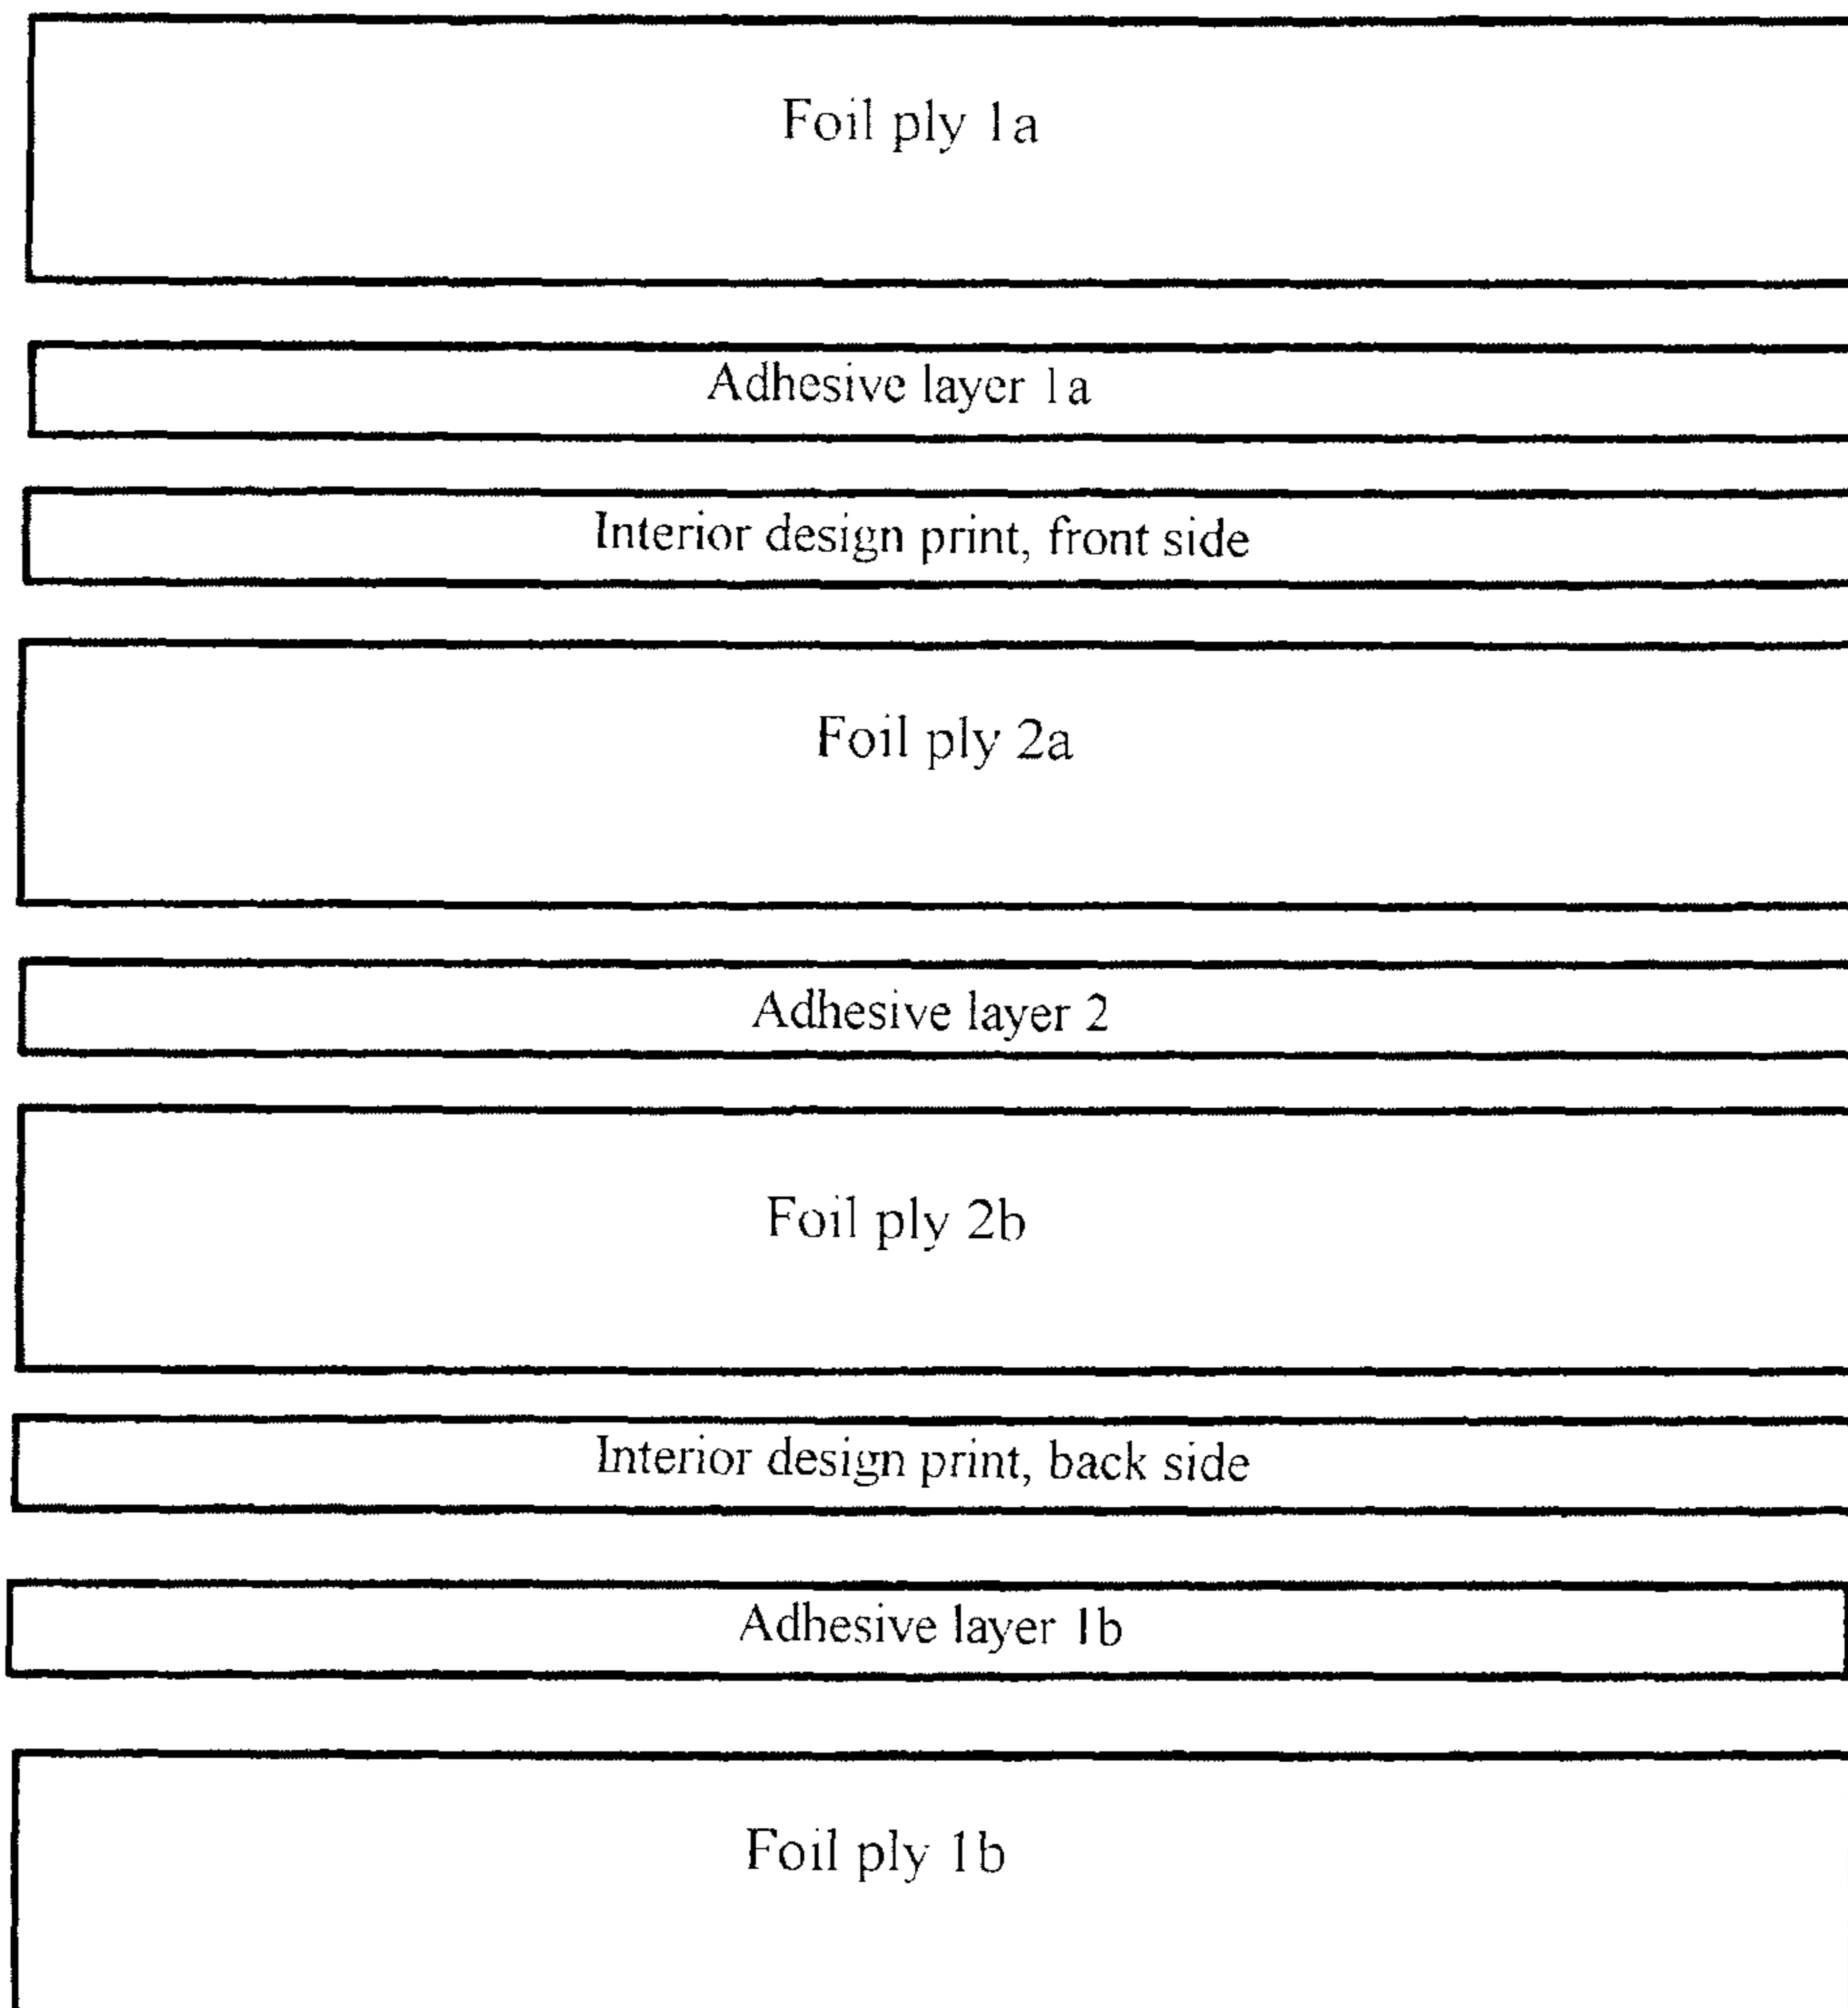 Foil ply 1a
Adhesive layer 1a
Interior design print, front side
Foil ply 2a
Adhesive layer 2
Foil ply 2b
Interior design print, back side
Adhesive layer 1b
Foil ply 1b